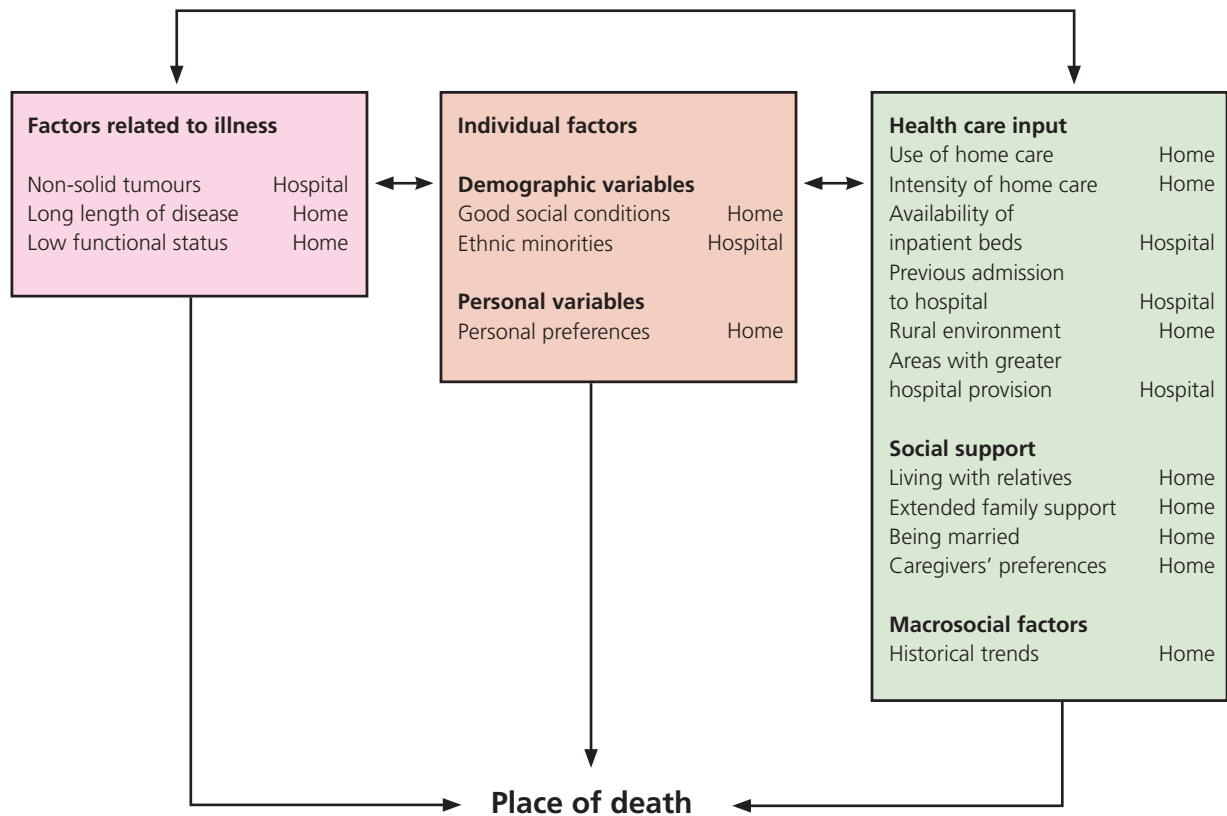 Factors related to illness
Non-solid tumours Hospital
Long length of disease Home
Low functional status Home
Individual factors
Demographic variables
Good social conditions Home
Ethnic minorities Hospital
Personal variables
Personal preferences Home
Health care input
Use of home care Home
Intensity of home care Home
Availability of
inpatient beds Hospital
Previous admission
to hospital Hospital
Rural environment Home
Areas with greater
hospital provision Hospital
Social support
Living with relatives Home
Extended family support Home
Being married Home
Caregivers’ preferences Home
Macrosocial factors
Historical trends Home
Place of death